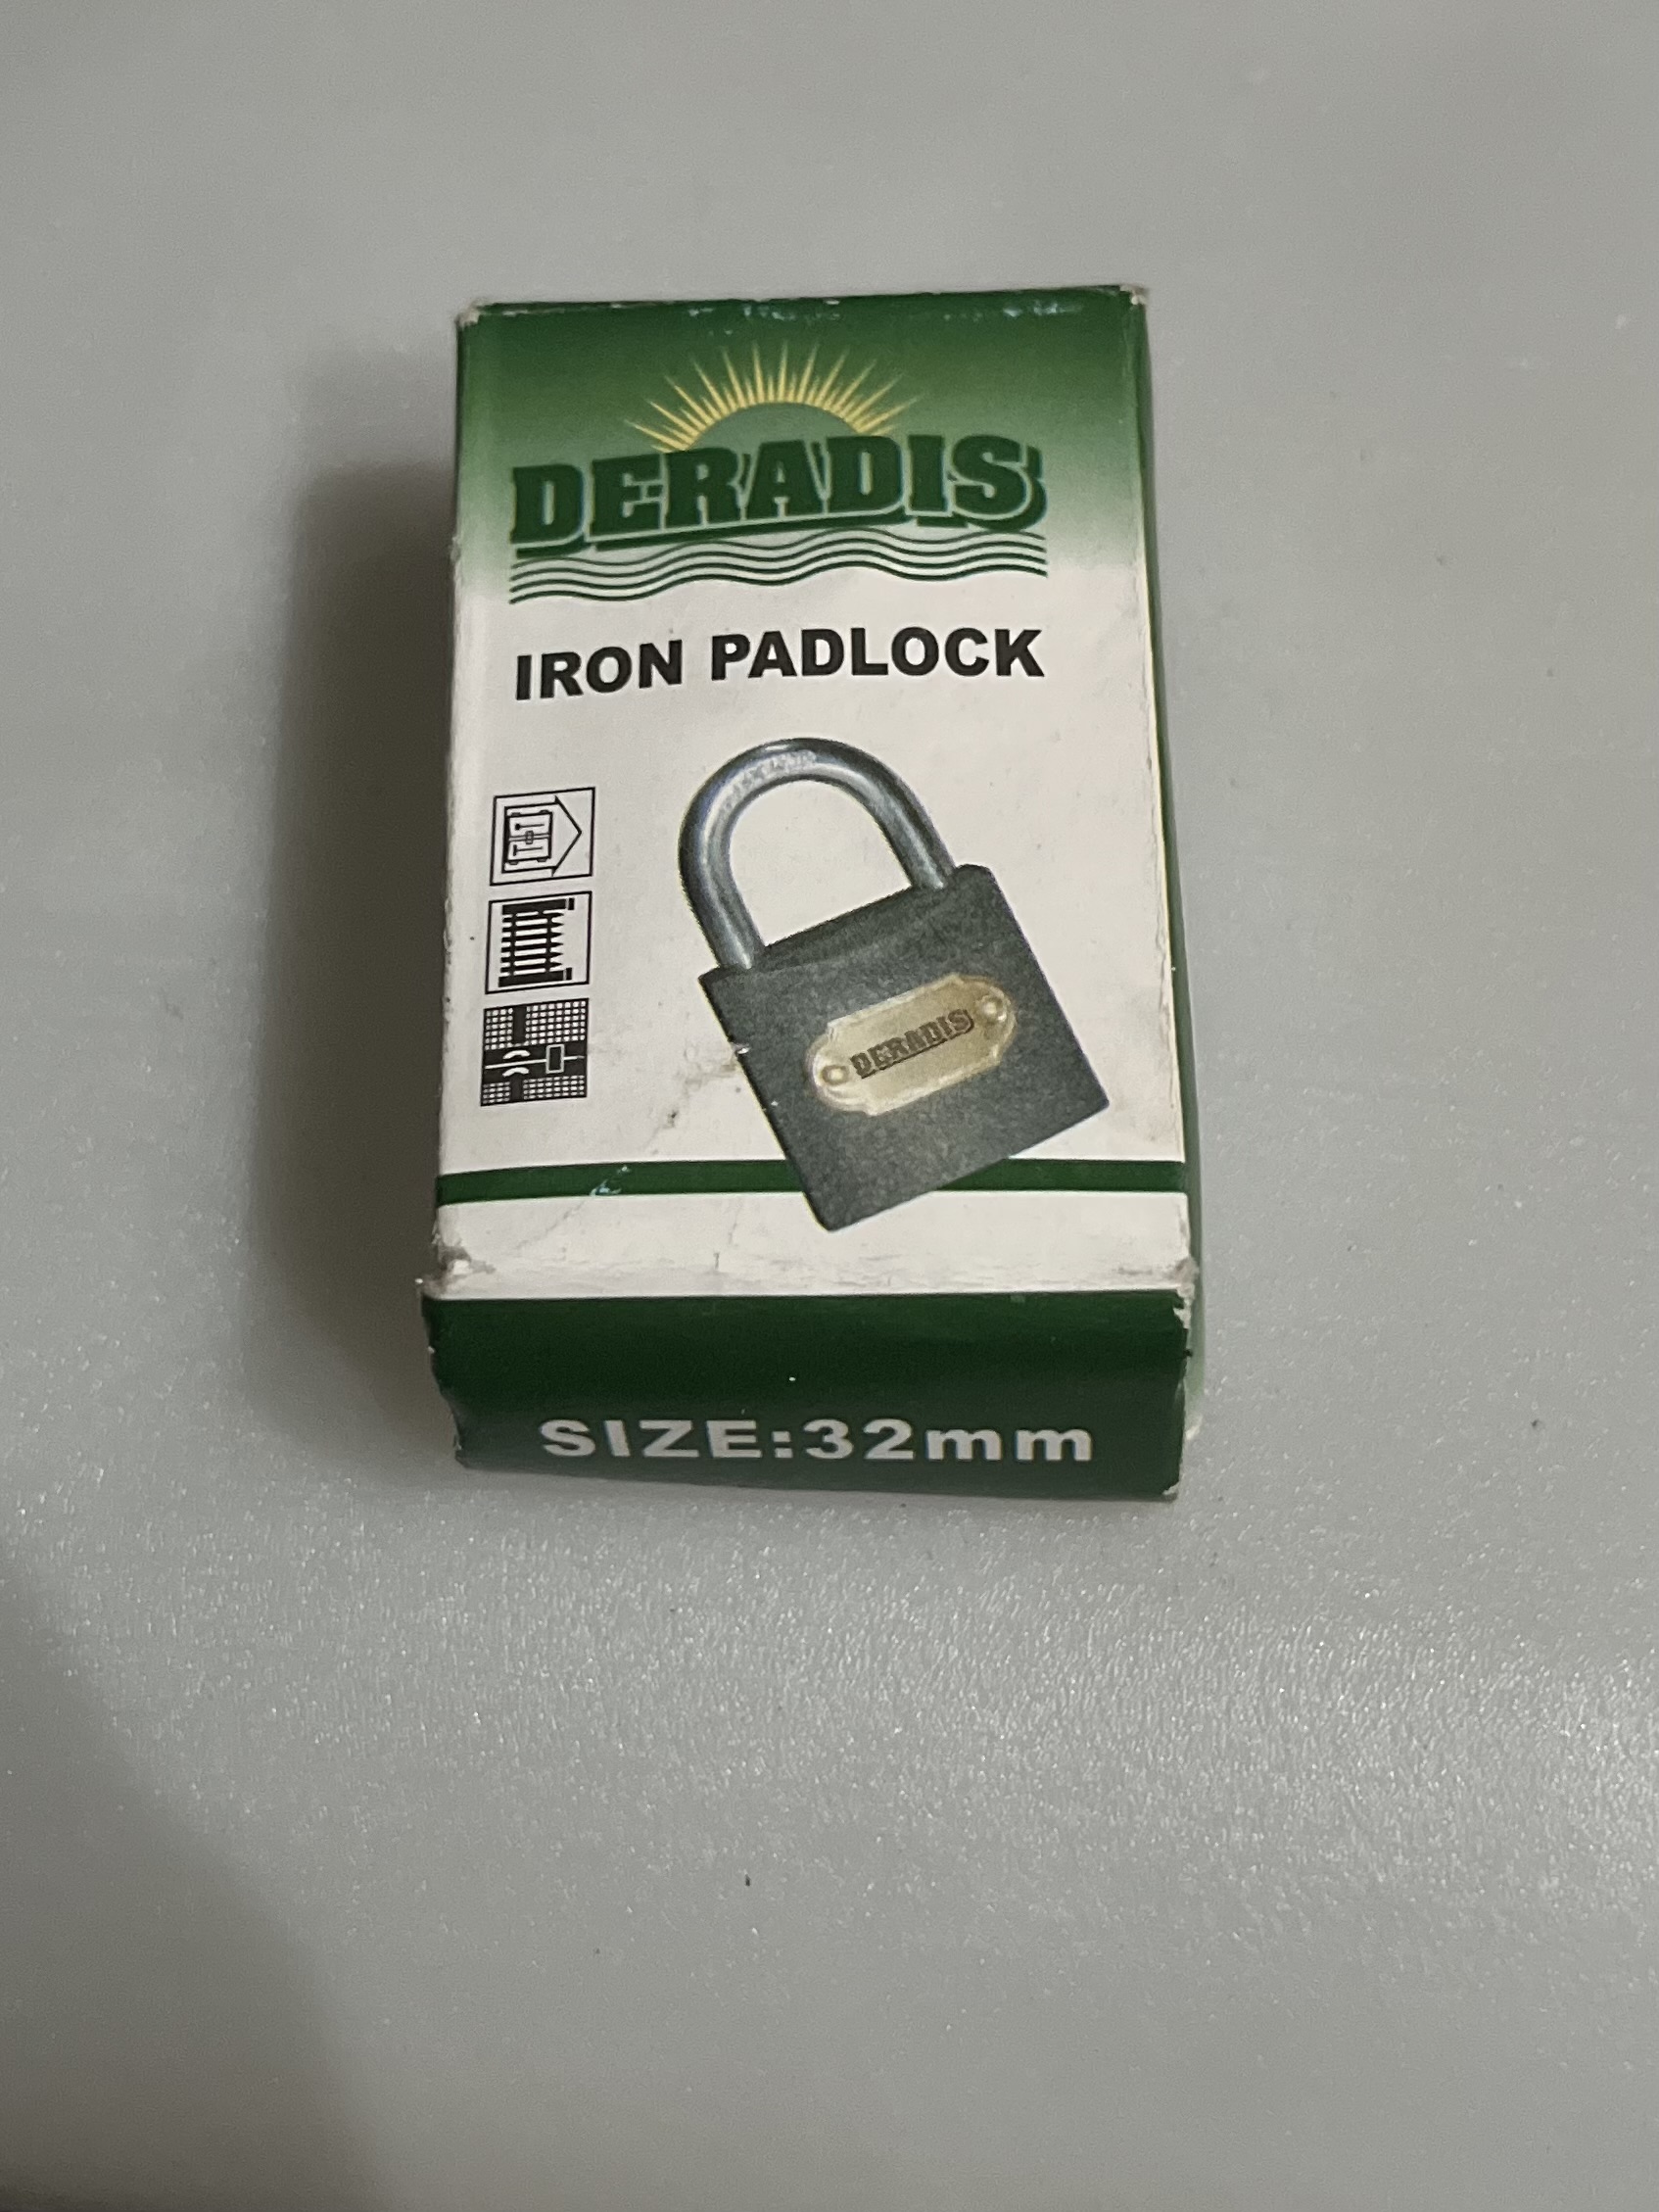 DERADIS
IRON PADLOCK
DERADIS
SIZE:32mm